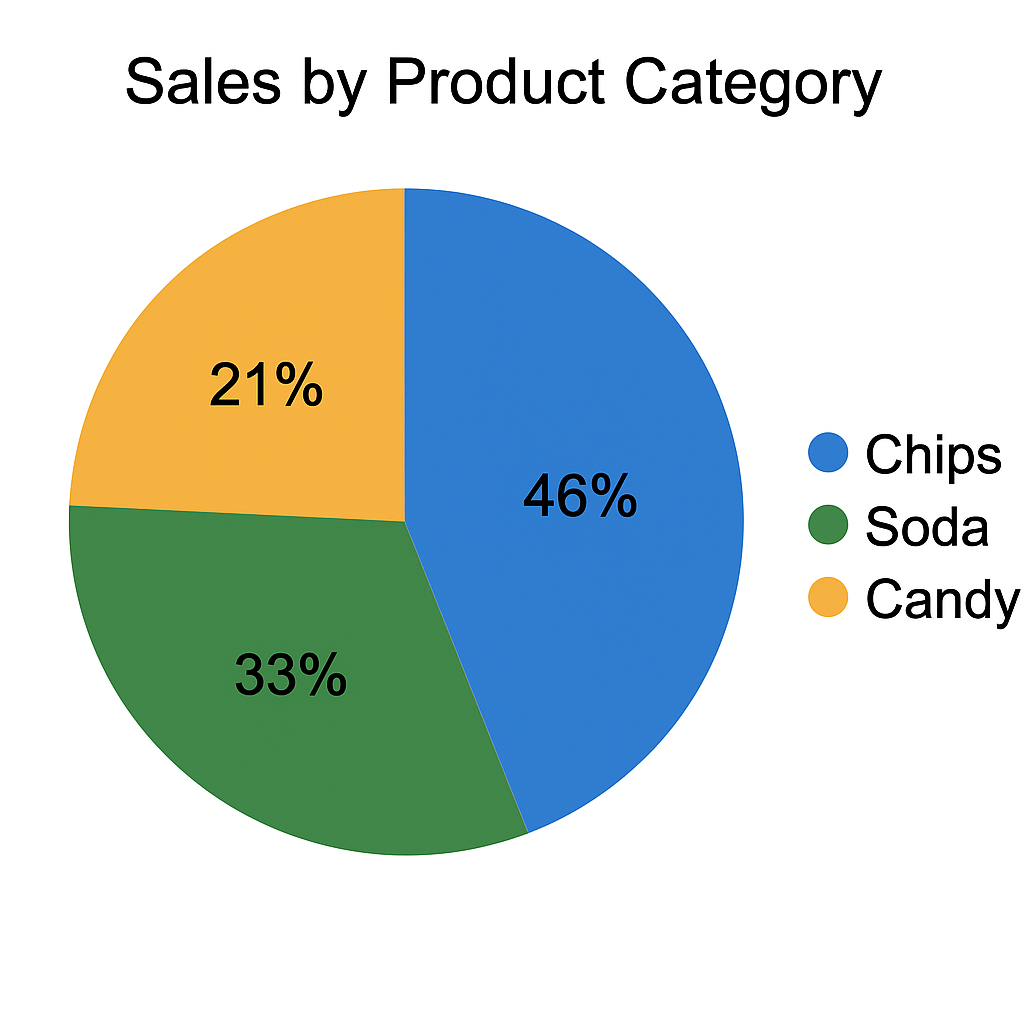 Sales by Product Category
21%
46%
33%
Chips
Soda
Candy